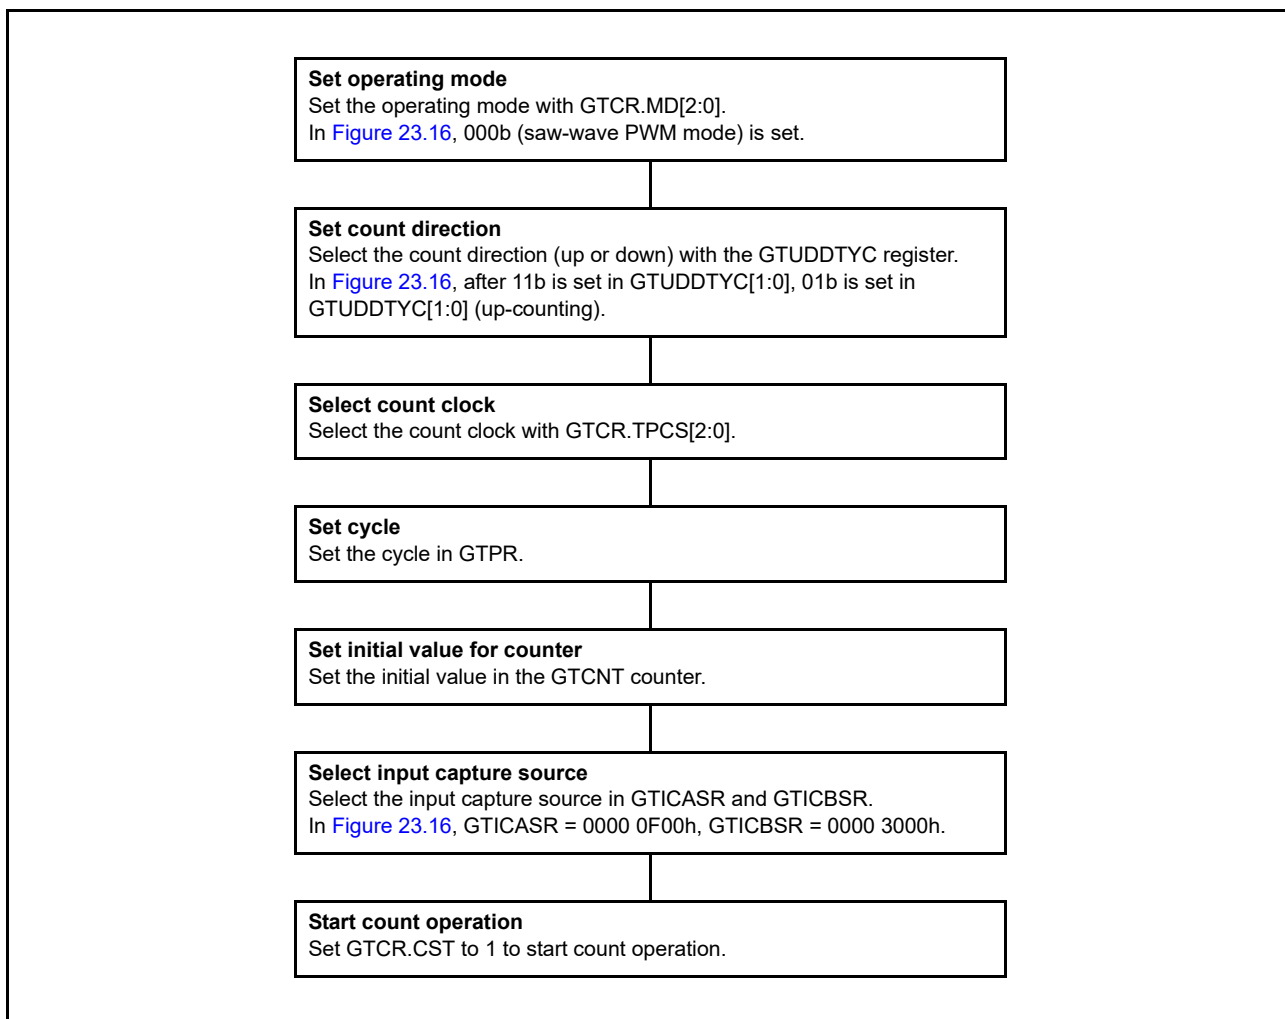 Set operating mode
Set the operating mode with GTCR.MD[2:0].
In Figure 23.16, 000b (saw-wave PWM mode) is set.
Set count direction
Select the count direction (up or down) with the GTUDDTYC register.
In Figure 23.16, after 11b is set in GTUDDTYC[1:0], 01b is set in
GTUDDTYC[1:0] (up-counting).
Select count clock
Select the count clock with GTCR.TPCS[2:0].
Set cycle
Set the cycle in GTPR.
Set initial value for counter
Set the initial value in the GTCNT counter.
Select input capture source
Select the input capture source in GTICASR and GTICBSR.
In Figure 23.16, GTICASR = 0000 0F00h, GTICBSR = 0000 3000h.
Start count operation
Set GTCR.CST to 1 to start count operation.